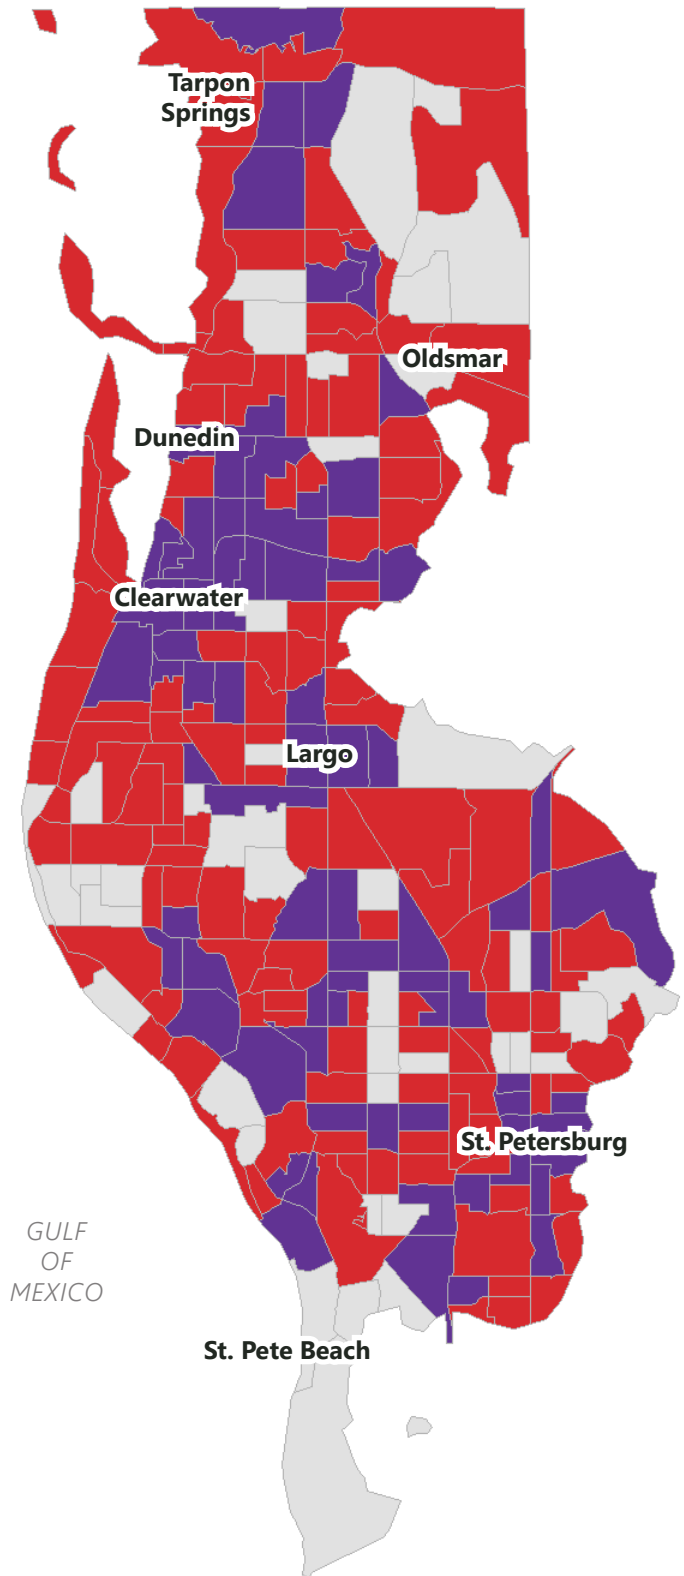 Tarpon
Springs
Oldsmar
Dunedin
Clearwater
Largo
St. Petersburg
GULF
OF
MEXICO
St. Pete Beach